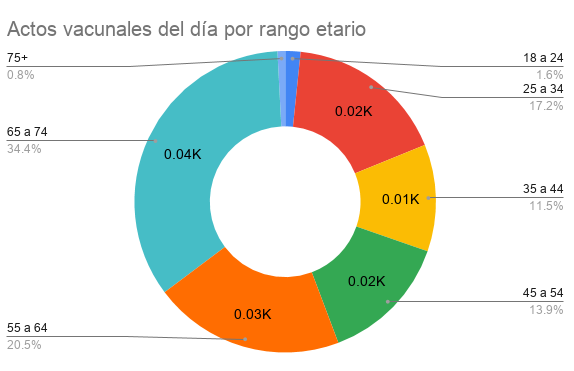 Actos vacunales del día por rango etario
75+
0.8%
18 a 24
1.6%
25 a 34
17.2%
0.02K
65 a 74
34.4%
0.04K
35 a 44
11.5%
0.01K
0.02K
45 a 54
13.9%
0.03K
55 a 64
20.5%